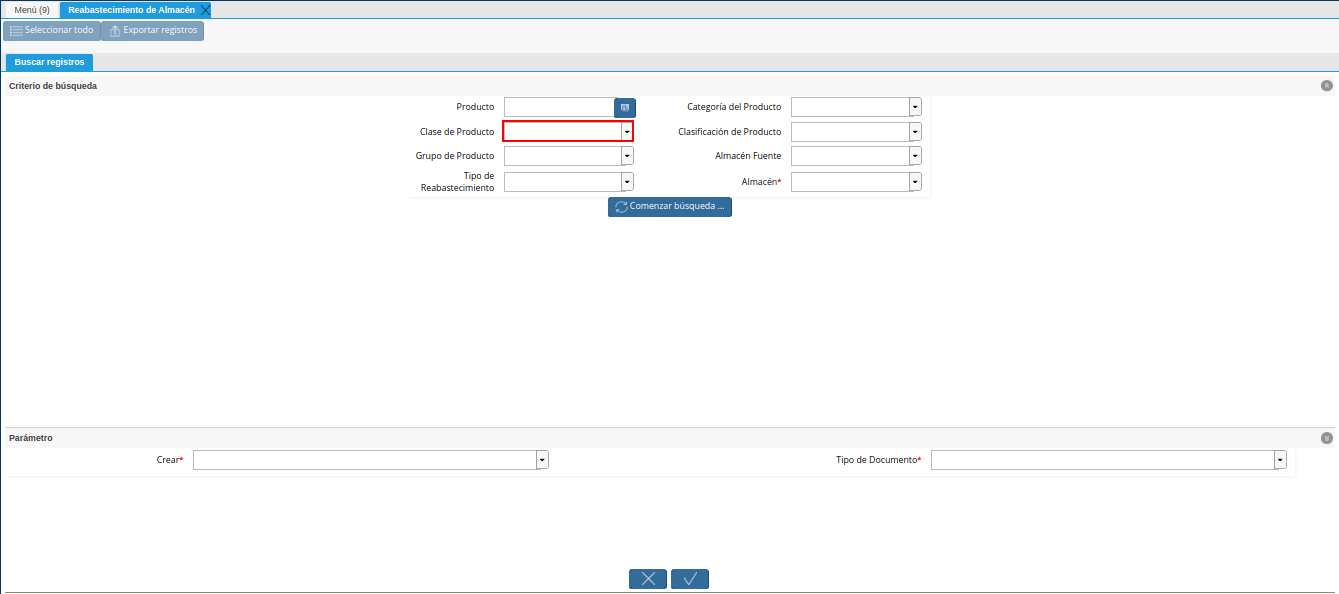 Menú (9) Reabastecimiento de Almacén
Seleccionar todo Exportar registros
Buscar registros
Criterio de búsqueda
Producto Categoría del Producto
Clase de Producto Clasificación de Producto
Grupo de Producto Almacén Fuente
Tipo de
Reabastecimiento Almacén*
Comenzar búsqueda ...
Parámetro
Crear* Tipo de Documento*